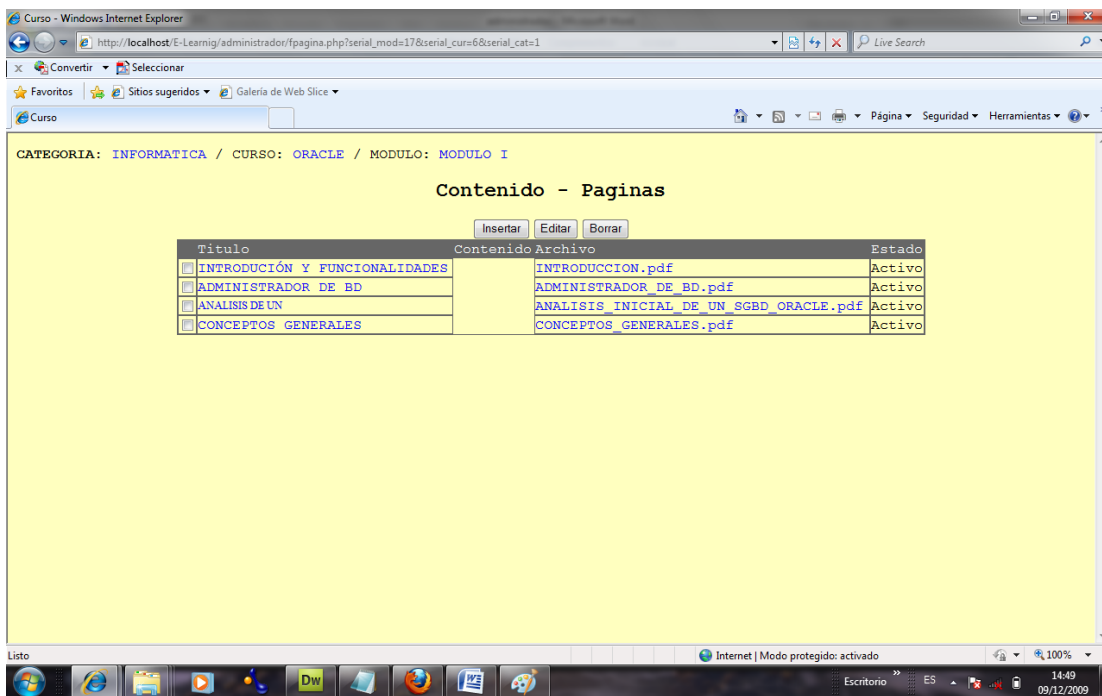 Curso - Windows Internet Explorer
http://localhost/E-Learnig/administrador/fpagina.php?serial_mod=17&serial_cur=6&serial_cat=1
Live Search
x Convertir Seleccionar
Favoritos Sitios sugeridos Galería de Web Slice
Curso Página Seguridad Herramientas
CATEGORIA: INFORMATICA / CURSO: ORACLE / MODULO: MODULO I
Contenido - Paginas
Insertar Editar Borrar
Titulo Contenido Archivo Estado
INTRODUCIÓN Y FUNCIONALIDADES INTRODUCCION.pdf Activo
ADMINISTRADOR DE BD ADMINISTRADOR_DE_BD.pdf Activo
ANALISIS DE UN ANALISIS_INICIAL_DE_UN_SGBD_ORACLE.pdf Activo
CONCEPTOS GENERALES CONCEPTOS_GENERALES.pdf Activo
Listo Internet | Modo protegido: activado 100%
Dw Escritorio » ES 14:49
09/12/2009